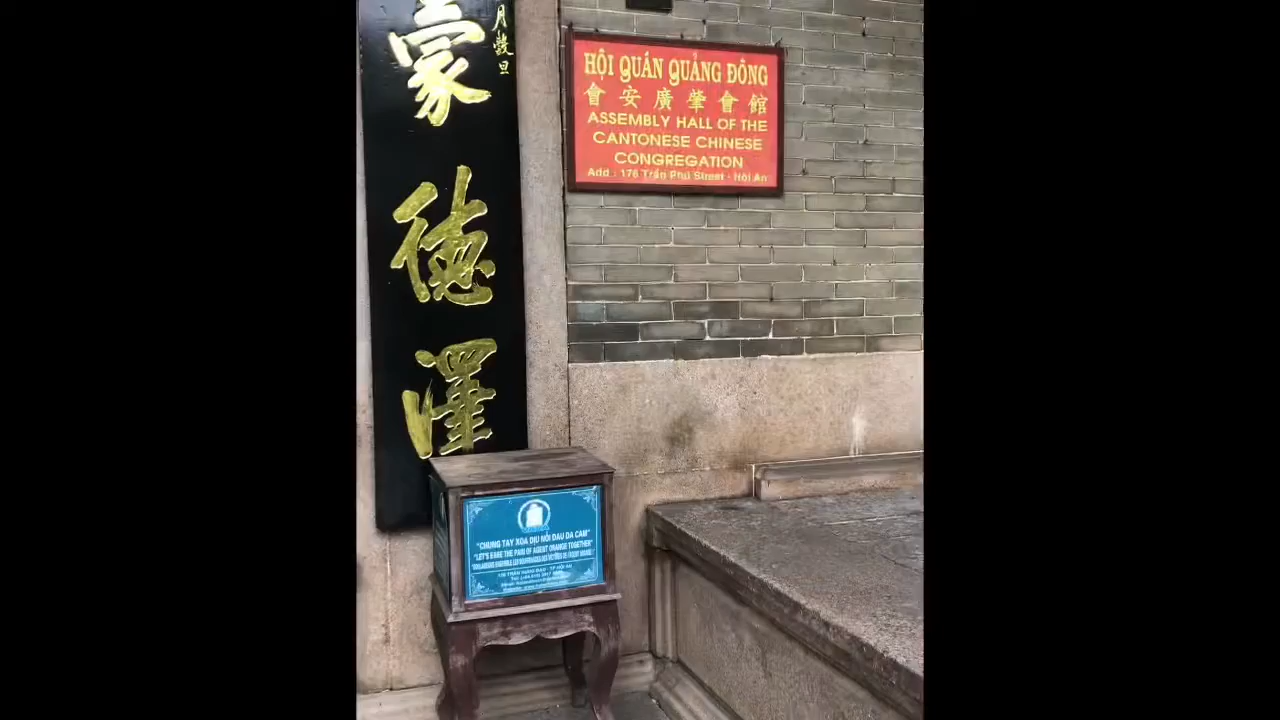 豪
德
澤
月穀旦
HỘI QUÁN QUẢNG ĐÔNG
會安廣肇會館
ASSEMBLY HALL OF THE
CANTONESE CHINESE
CONGREGATION
Add : 176 Trần Phú Street - Hội An
"CHUNG TAY XOA DỊU NỖI ĐAU DA CAM"
"LET'S EASE THE PAIN OF AGENT ORANGE TOGETHER"